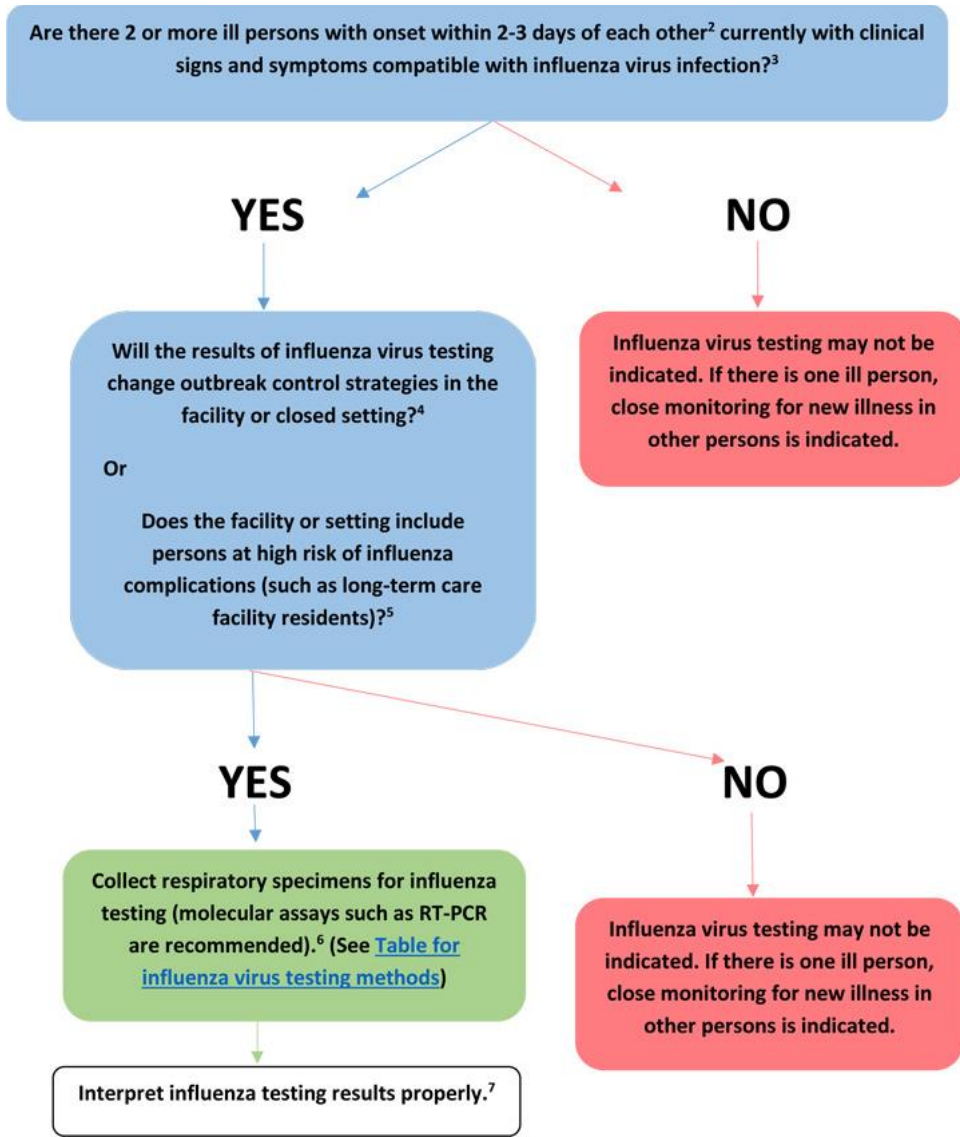 Are there 2 or more ill persons with onset within 2-3 days of each other² currently with clinical
signs and symptoms compatible with influenza virus infection?³
YES
NO
Will the results of influenza virus testing
change outbreak control strategies in the
facility or closed setting?⁴
Or
Does the facility or setting include
persons at high risk of influenza
complications (such as long-term care
facility residents)?⁵
Influenza virus testing may not be
indicated. If there is one ill person,
close monitoring for new illness in
other persons is indicated.
YES
NO
Collect respiratory specimens for influenza
testing (molecular assays such as RT-PCR
are recommended).⁶ (See Table for
influenza virus testing methods)
Influenza virus testing may not be
indicated. If there is one ill person,
close monitoring for new illness in
other persons is indicated.
Interpret influenza testing results properly.⁷